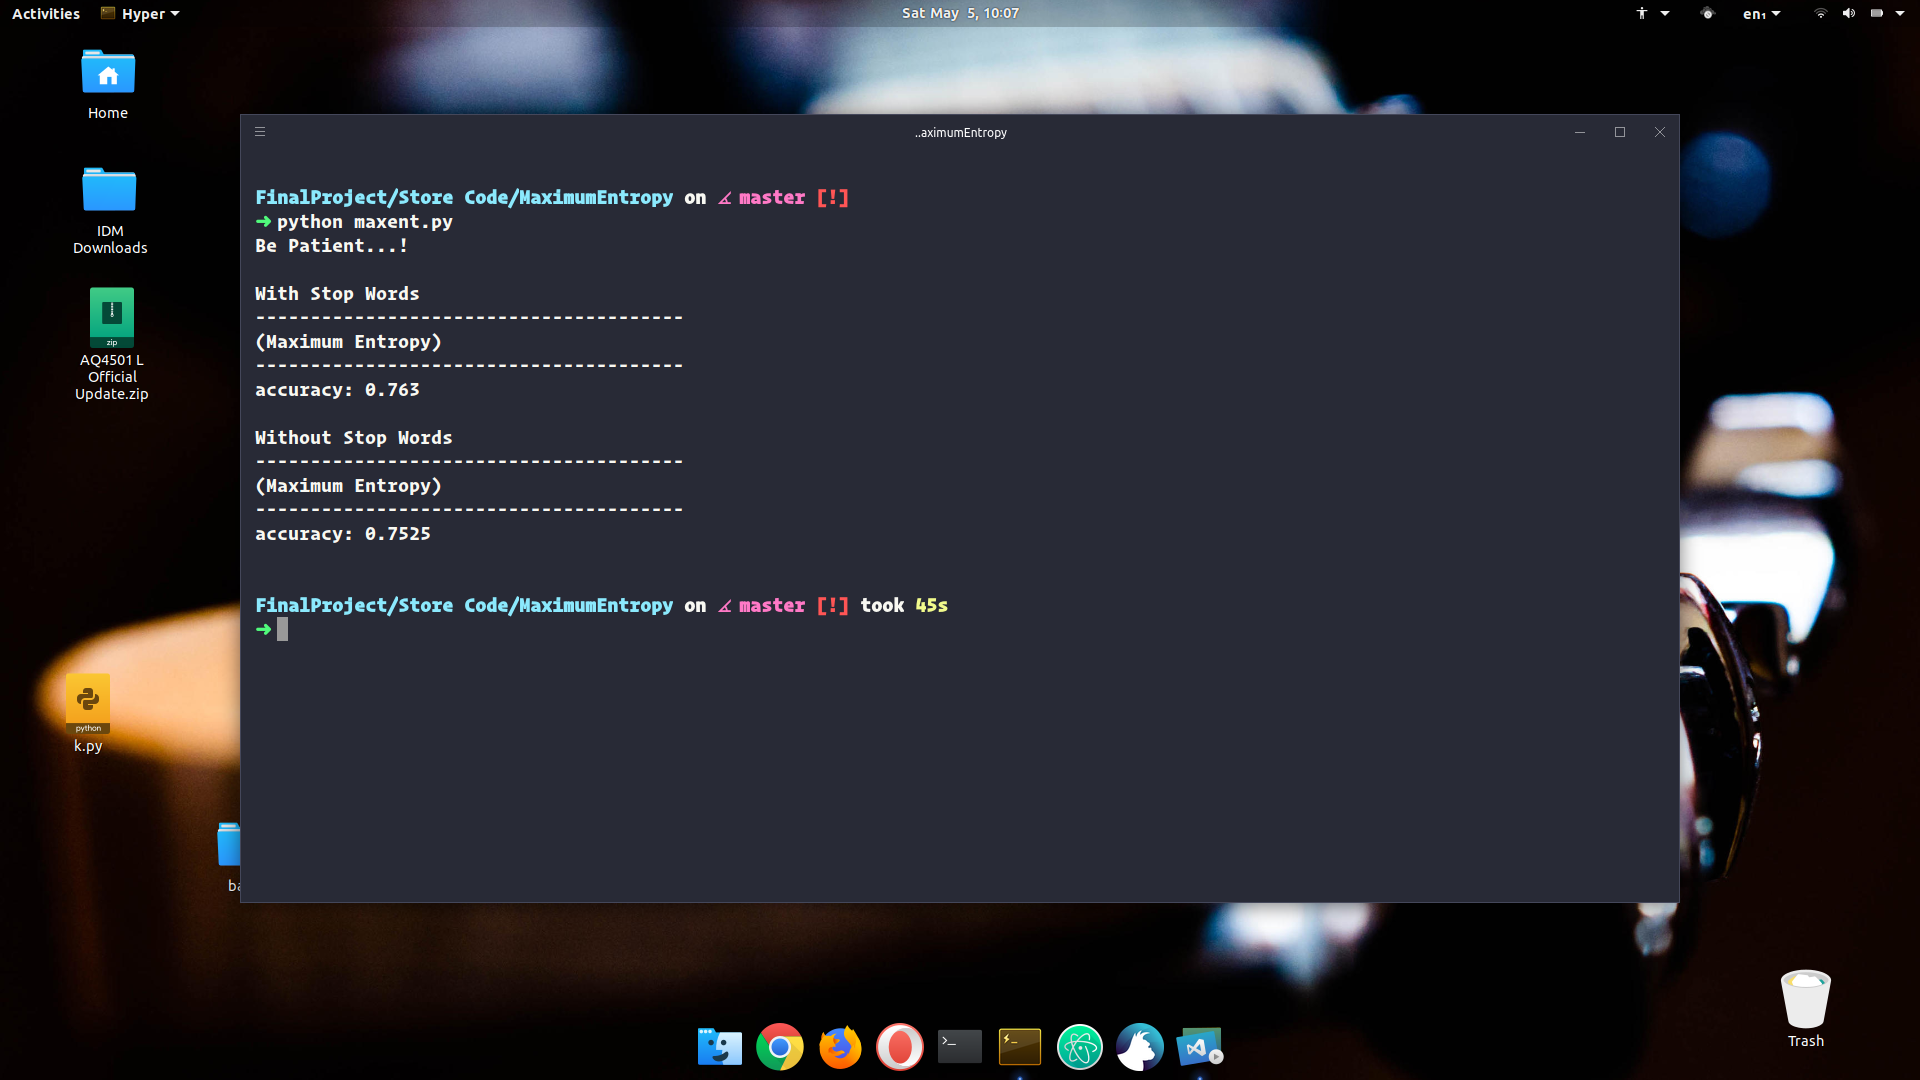 Activities Hyper Sat May 5, 10:07 en₁
Home
IDM
Downloads
zip
AQ4501 L
Official
Update.zip
python
k.py
..aximumEntropy
FinalProject/Store Code/MaximumEntropy on master [!]
➜ python maxent.py
Be Patient...!
With Stop Words
---------------------------------------
(Maximum Entropy)
---------------------------------------
accuracy: 0.763
Without Stop Words
---------------------------------------
(Maximum Entropy)
---------------------------------------
accuracy: 0.7525
FinalProject/Store Code/MaximumEntropy on master [!] took 45s
➜
Trash